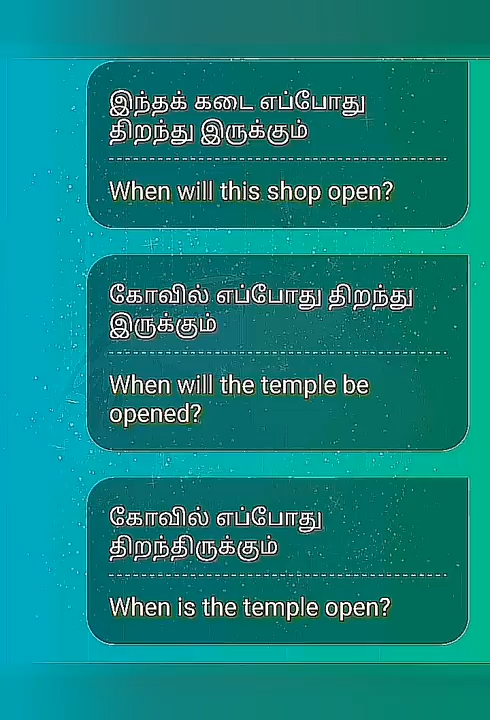 இந்தக் கடை எப்போது
திறந்து இருக்கும்
When will this shop open?
கோவில் எப்போது திறந்து
இருக்கும்
When will the temple be
opened?
கோவில் எப்போது
திறந்திருக்கும்
When is the temple open?